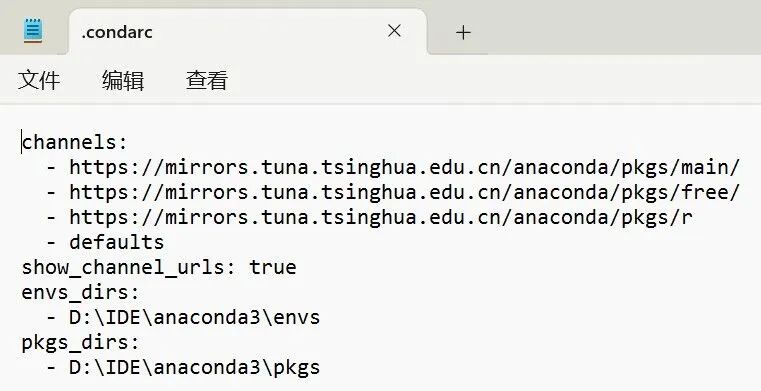 .condarc
文件 编辑 查看
channels:
  - https://mirrors.tuna.tsinghua.edu.cn/anaconda/pkgs/main/
  - https://mirrors.tuna.tsinghua.edu.cn/anaconda/pkgs/free/
  - https://mirrors.tuna.tsinghua.edu.cn/anaconda/pkgs/r
  - defaults
show_channel_urls: true
envs_dirs:
  - D:\IDE\anaconda3\envs
pkgs_dirs:
  - D:\IDE\anaconda3\pkgs